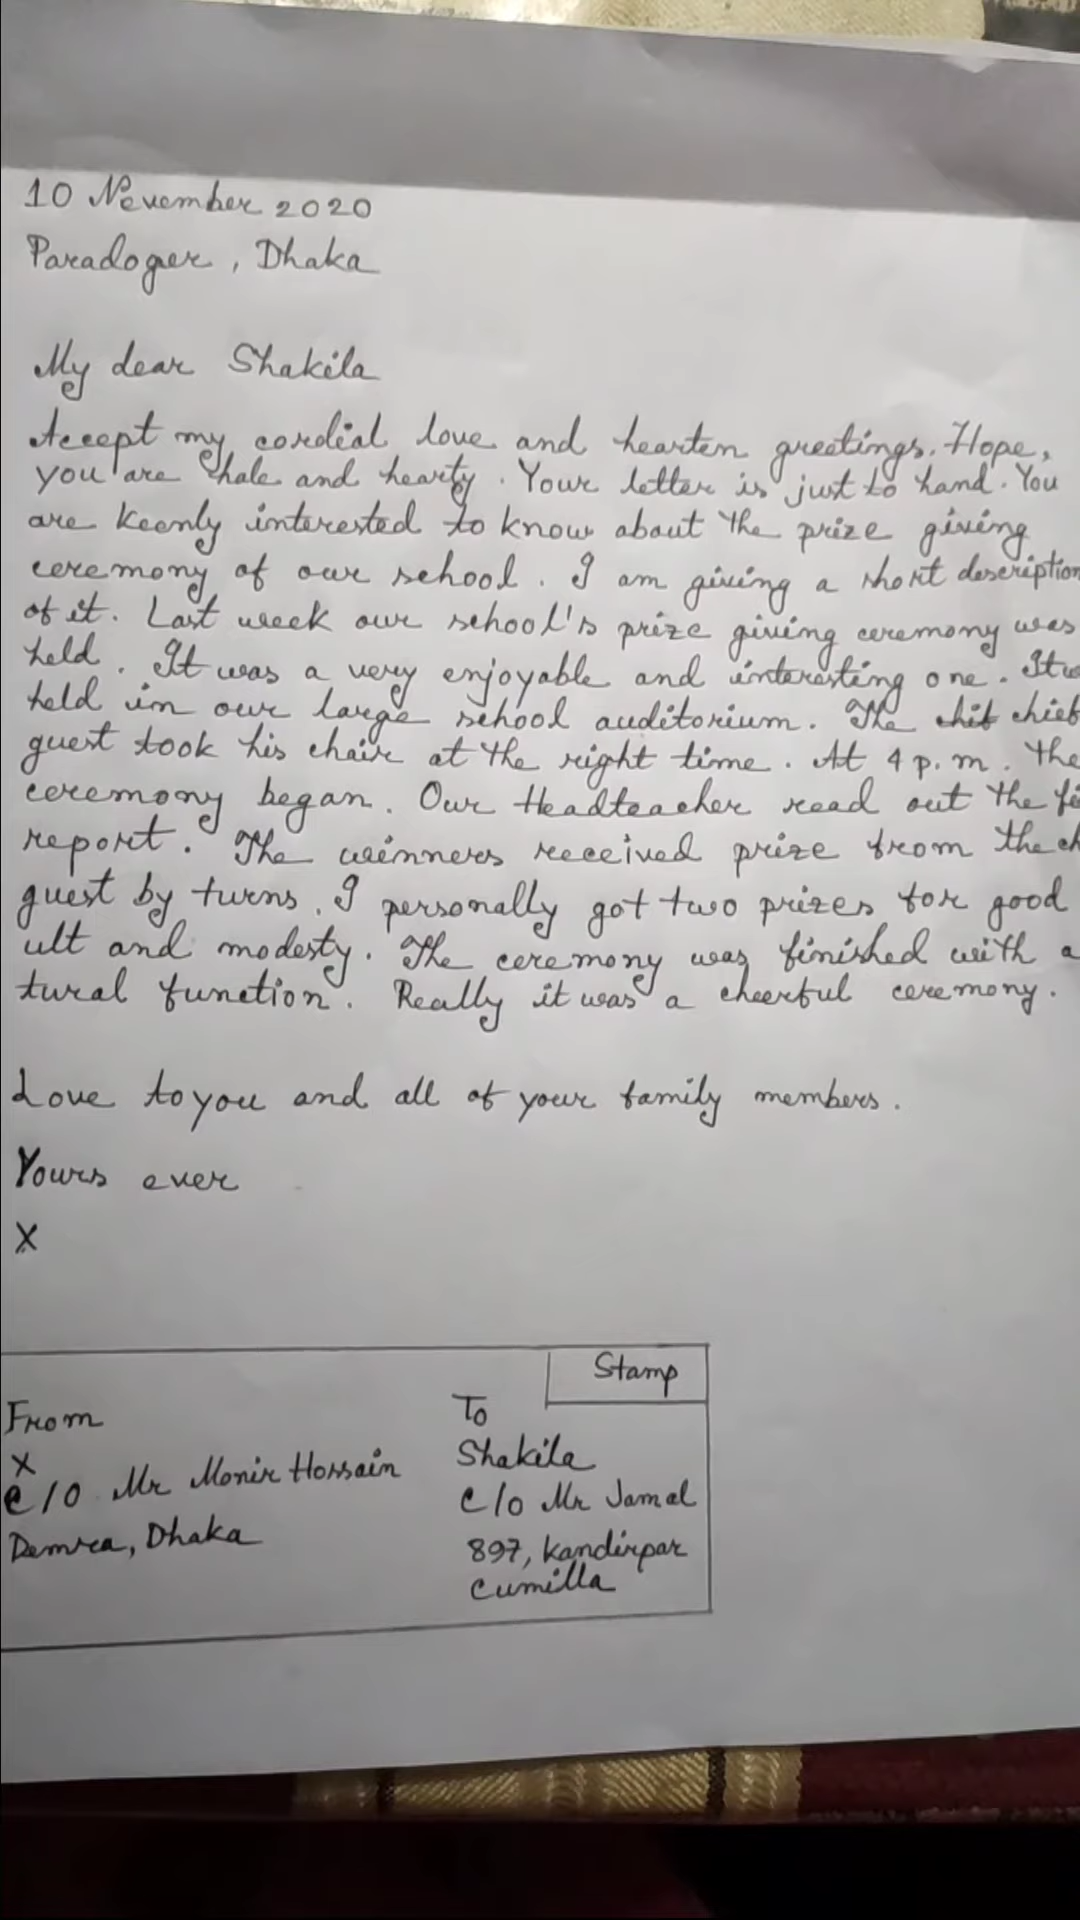 10 November 2020
Paradoger, Dhaka
My dear Shakila
Accept my cordial love and hearten greetings. Hope,
you are hale and hearty. Your letter is just to hand. You
are keenly interested to know about the prize giving
ceremony of our school. I am giving a short description
of it. Last week our school's prize giving ceremony was
held. It was a very enjoyable and interesting one. It
held in our large school auditorium. The chief
guest took his chair at the right time. At 4 p.m. the
ceremony began. Our Headteacher read out the
report. The winners received prize from the
guest by turns. I personally got two prizes for good
ult and modesty. The ceremony was finished with a
tural function. Really it was a cheerful ceremony.
Love to you and all of your family members.
Yours ever
X
Stamp
From
X
C/O Mr Monir Hossain
Demra, Dhaka
To
Shakila
C/o Mr Jamal
897, Kandirpar
Cumilla